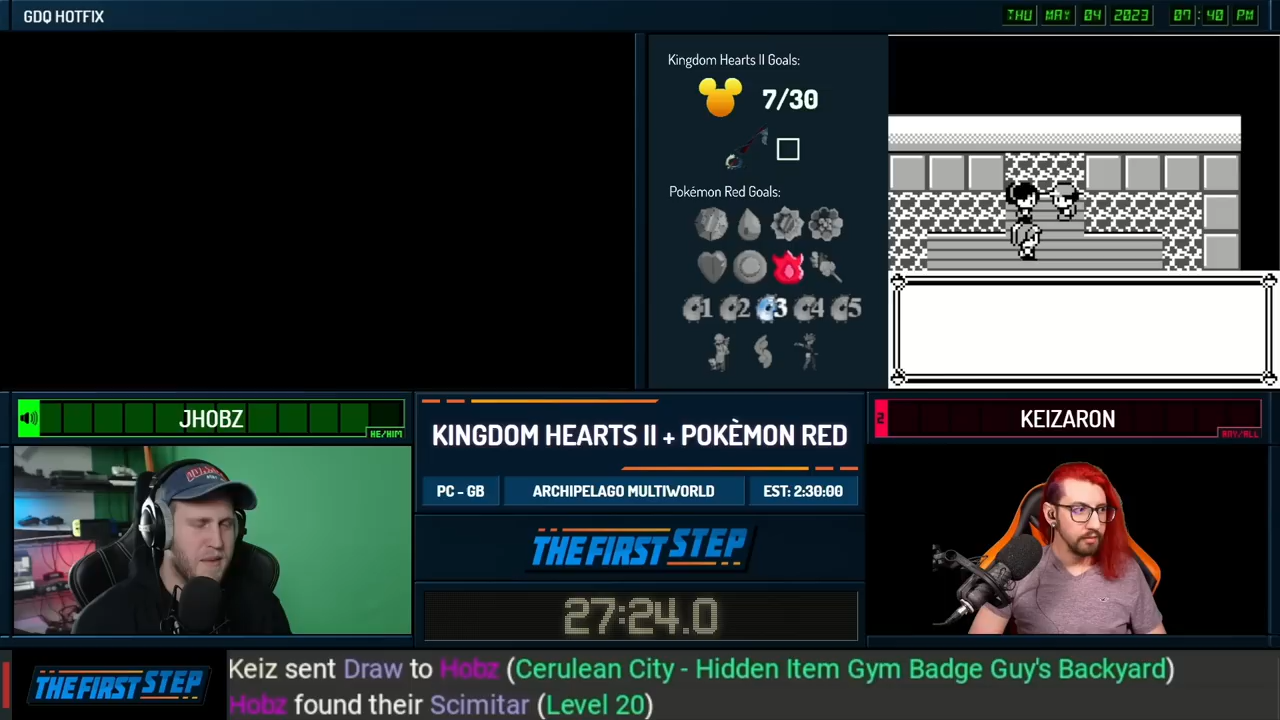 GDQ HOTFIX
THU MAY 04 2023 07:40 PM
Kingdom Hearts II Goals:
7/30
Pokémon Red Goals:
1 2 3 4 5
JHOBZ
HE/HIM
KINGDOM HEARTS II + POKÈMON RED
PC - GB
ARCHIPELAGO MULTIWORLD
EST: 2:30:00
THE FIRST STEP
27:24.0
2
KEIZARON
ANY/ALL
THE FIRST STEP
Keiz sent Draw to Hobz (Cerulean City - Hidden Item Gym Badge Guy's Backyard)
Hobz found their Scimitar (Level 20)